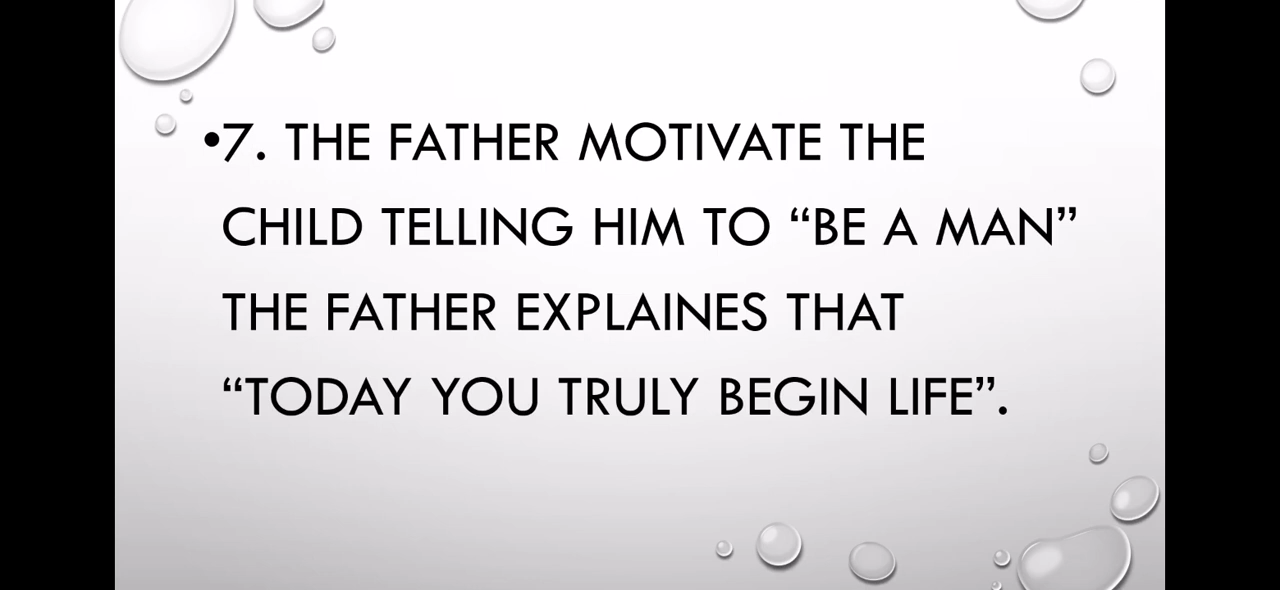 •7. THE FATHER MOTIVATE THE
CHILD TELLING HIM TO “BE A MAN”
THE FATHER EXPLAINES THAT
“TODAY YOU TRULY BEGIN LIFE”.